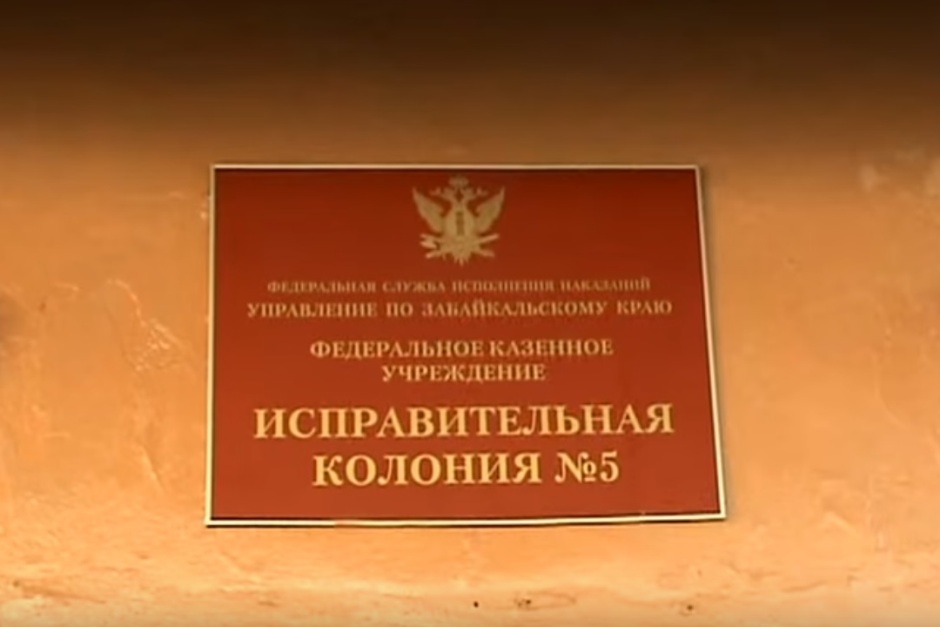 ФЕДЕРАЛЬНАЯ СЛУЖБА ИСПОЛНЕНИЯ НАКАЗАНИЙ
УПРАВЛЕНИЕ ПО ЗАБАЙКАЛЬСКОМУ КРАЮ
ФЕДЕРАЛЬНОЕ КАЗЕННОЕ
УЧРЕЖДЕНИЕ
ИСПРАВИТЕЛЬНАЯ
КОЛОНИЯ №5